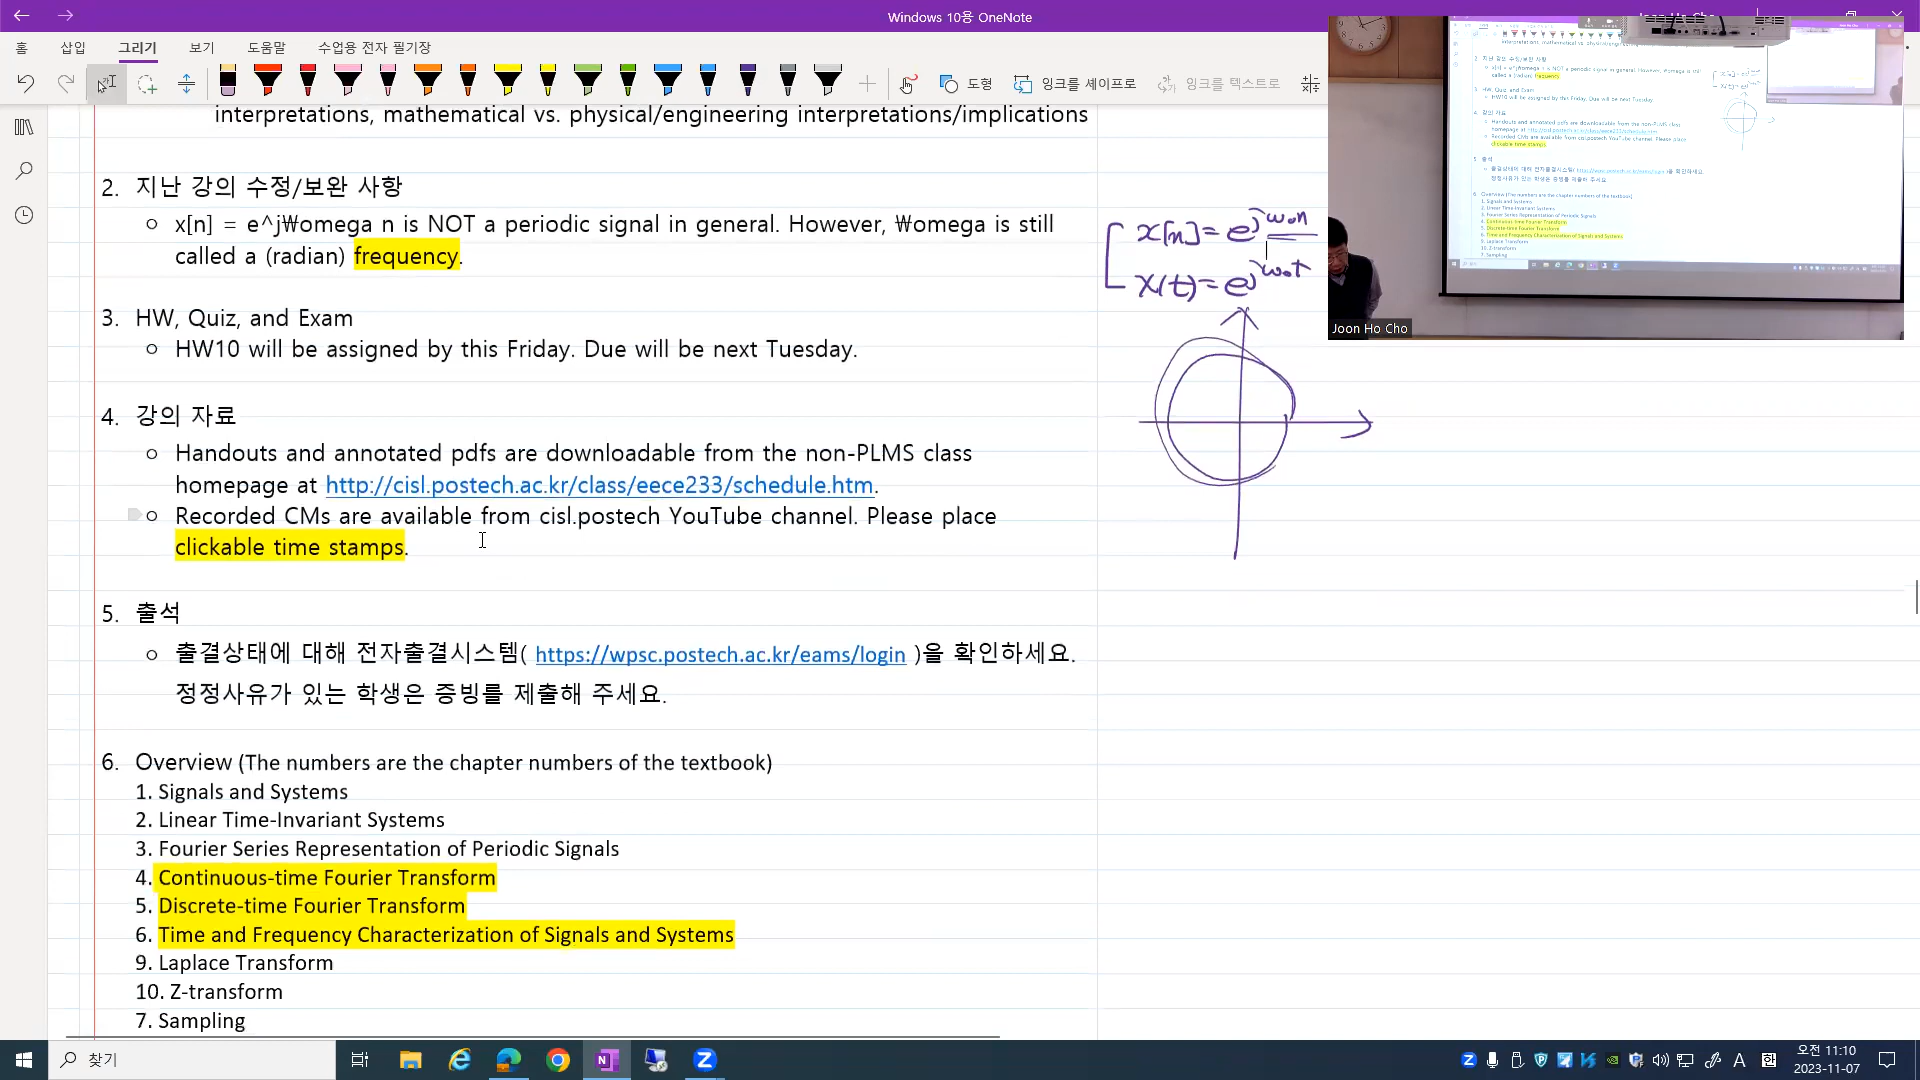 Windows 10용 OneNote
Joon Ho Cho
홈 삽입 그리기 보기 도움말 수업용 전자 필기장
도형 잉크를 셰이프로 잉크를 텍스트로
interpretations, mathematical vs. physical/engineering interpretations/implications
2. 지난 강의 수정/보완 사항
x[n] = e^j₩omega n is NOT a periodic signal in general. However, ₩omega is still
called a (radian) frequency.
x[n] = e^jω₀n
x(t) = e^jω₀t
3. HW, Quiz, and Exam
HW10 will be assigned by this Friday. Due will be next Tuesday.
Joon Ho Cho
4. 강의 자료
Handouts and annotated pdfs are downloadable from the non-PLMS class
homepage at http://cisl.postech.ac.kr/class/eece233/schedule.htm.
Recorded CMs are available from cisl.postech YouTube channel. Please place
clickable time stamps.
5. 출석
출결상태에 대해 전자출결시스템( https://wpsc.postech.ac.kr/eams/login )을 확인하세요.
정정사유가 있는 학생은 증빙를 제출해 주세요.
6. Overview (The numbers are the chapter numbers of the textbook)
1. Signals and Systems
2. Linear Time-Invariant Systems
3. Fourier Series Representation of Periodic Signals
4. Continuous-time Fourier Transform
5. Discrete-time Fourier Transform
6. Time and Frequency Characterization of Signals and Systems
9. Laplace Transform
10. Z-transform
7. Sampling
찾기
A 한 오전 11:10
2023-11-07